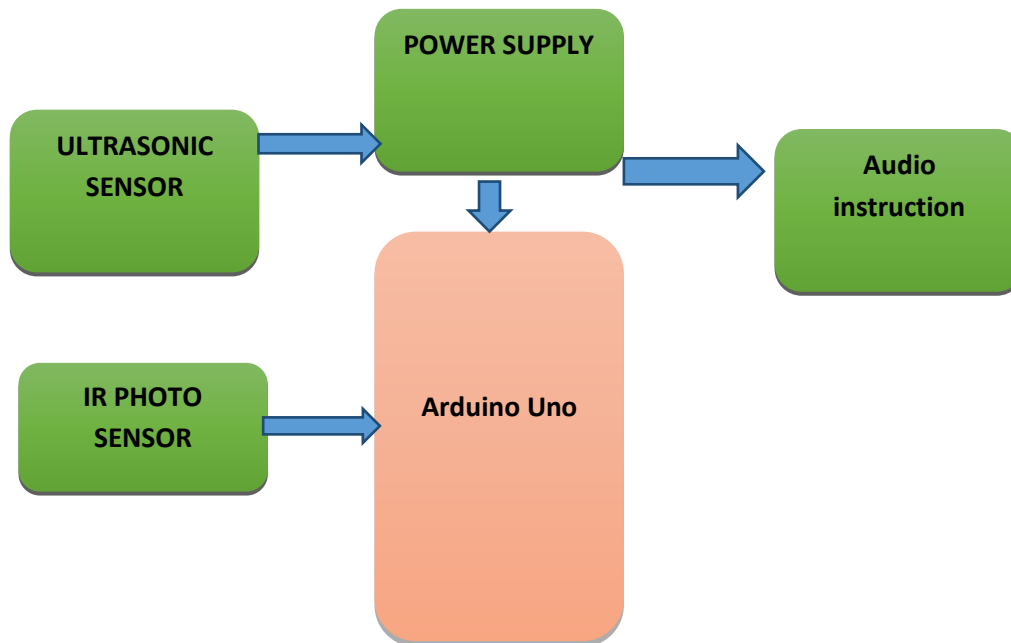 POWER SUPPLY
ULTRASONIC
SENSOR
Audio
instruction
IR PHOTO
SENSOR
Arduino Uno